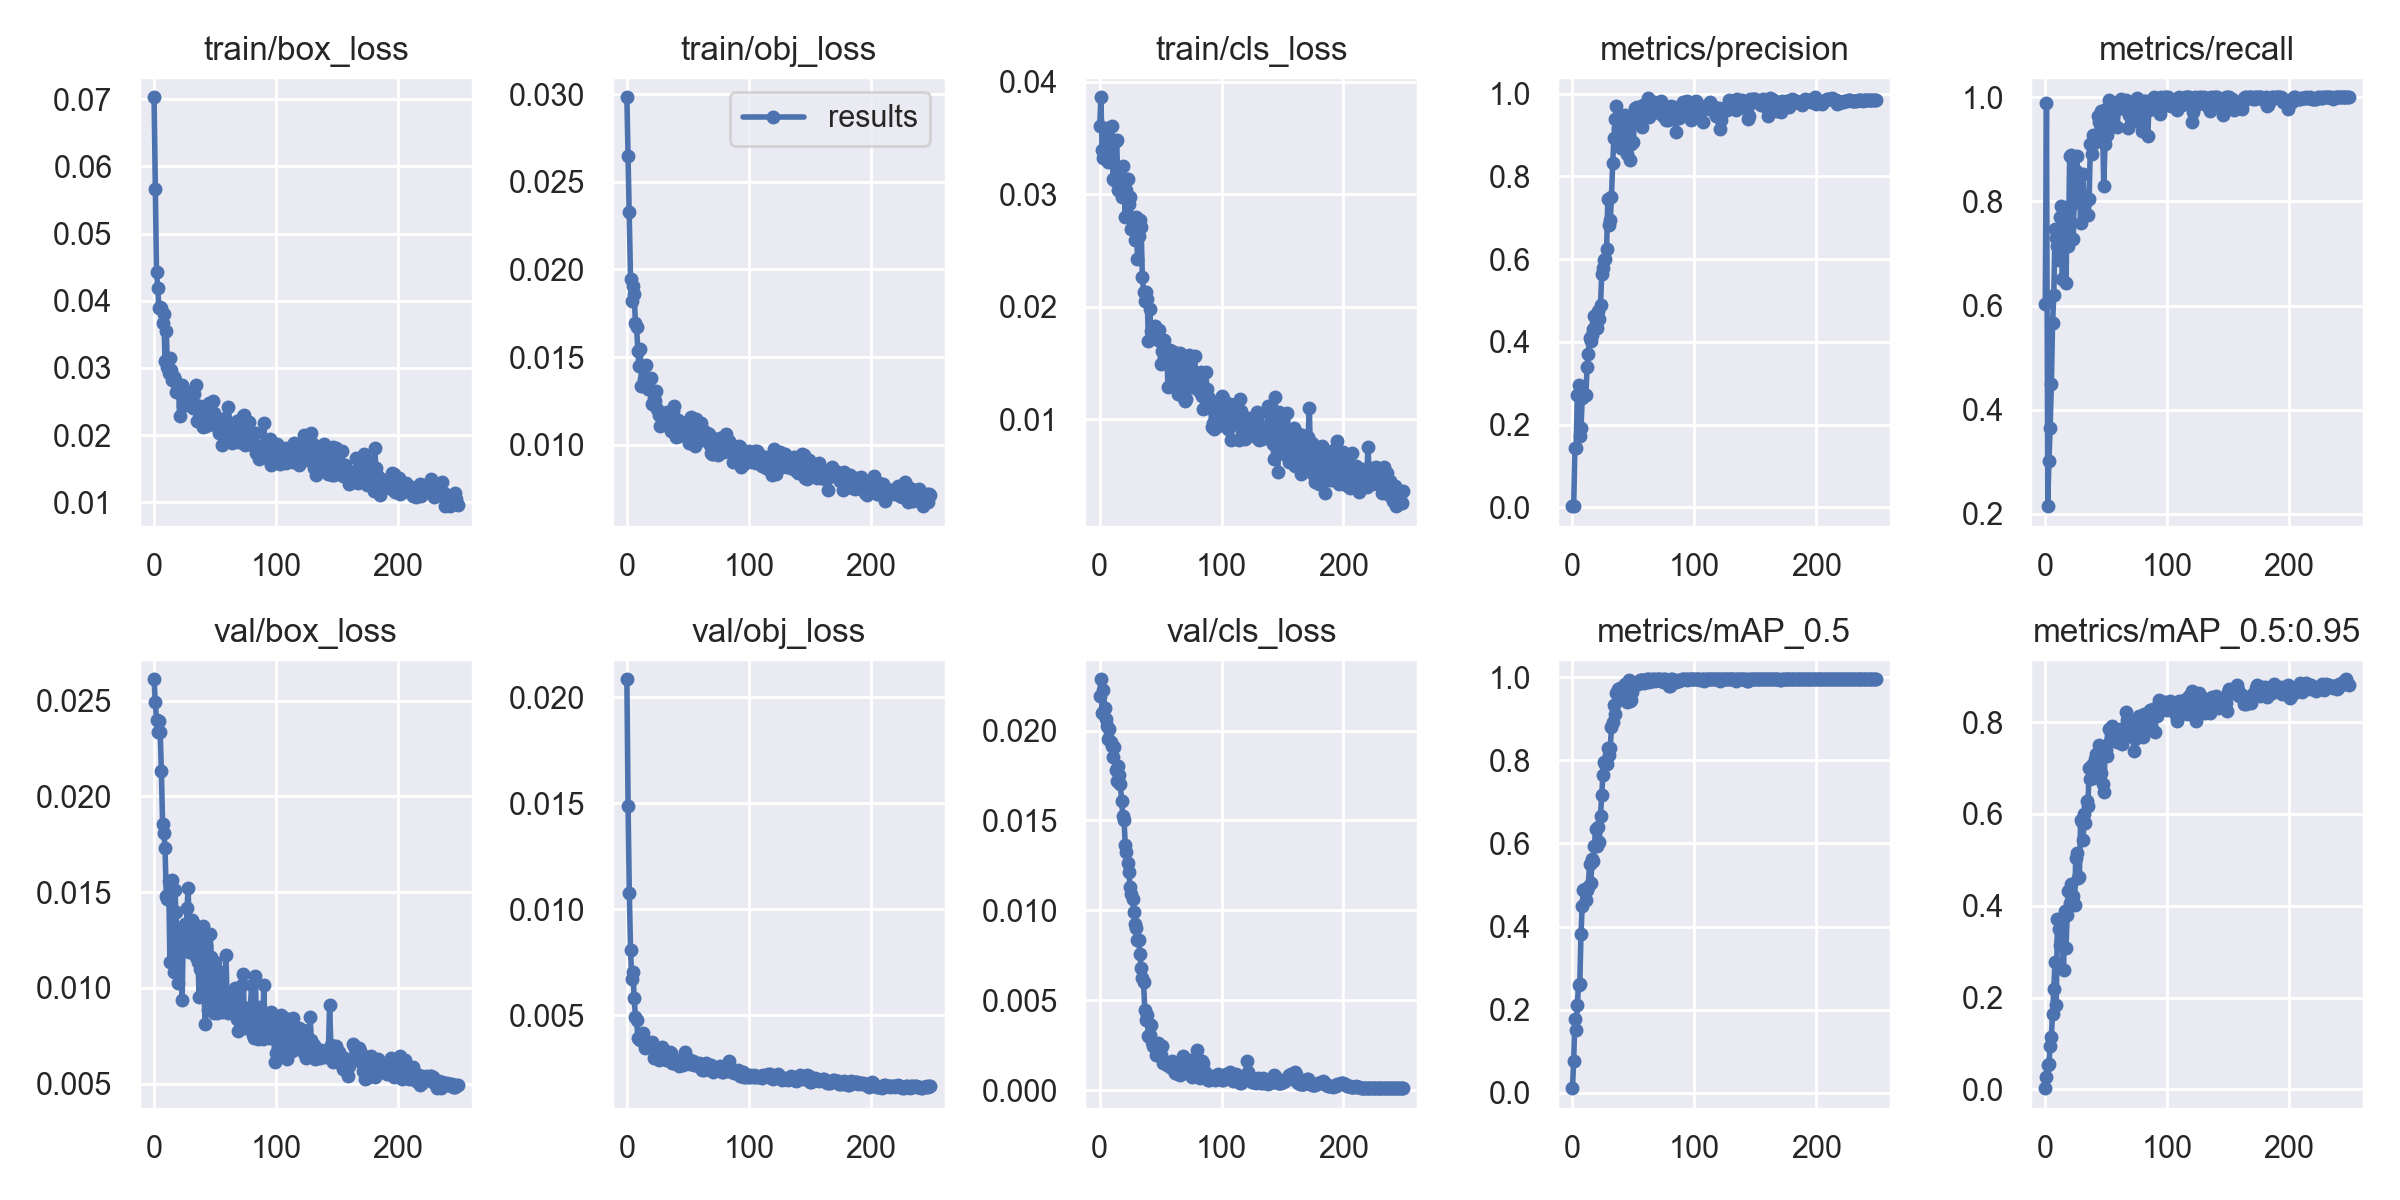 train/box_loss
0.07
0.06
0.05
0.04
0.03
0.02
0.01
0 100 200
train/obj_loss
results
0.030
0.025
0.020
0.015
0.010
0 100 200
train/cls_loss
0.04
0.03
0.02
0.01
0 100 200
metrics/precision
1.0
0.8
0.6
0.4
0.2
0.0
0 100 200
metrics/recall
1.0
0.8
0.6
0.4
0.2
0 100 200
val/box_loss
0.025
0.020
0.015
0.010
0.005
0 100 200
val/obj_loss
0.020
0.015
0.010
0.005
0 100 200
val/cls_loss
0.020
0.015
0.010
0.005
0.000
0 100 200
metrics/mAP_0.5
1.0
0.8
0.6
0.4
0.2
0.0
0 100 200
metrics/mAP_0.5:0.95
0.8
0.6
0.4
0.2
0.0
0 100 200